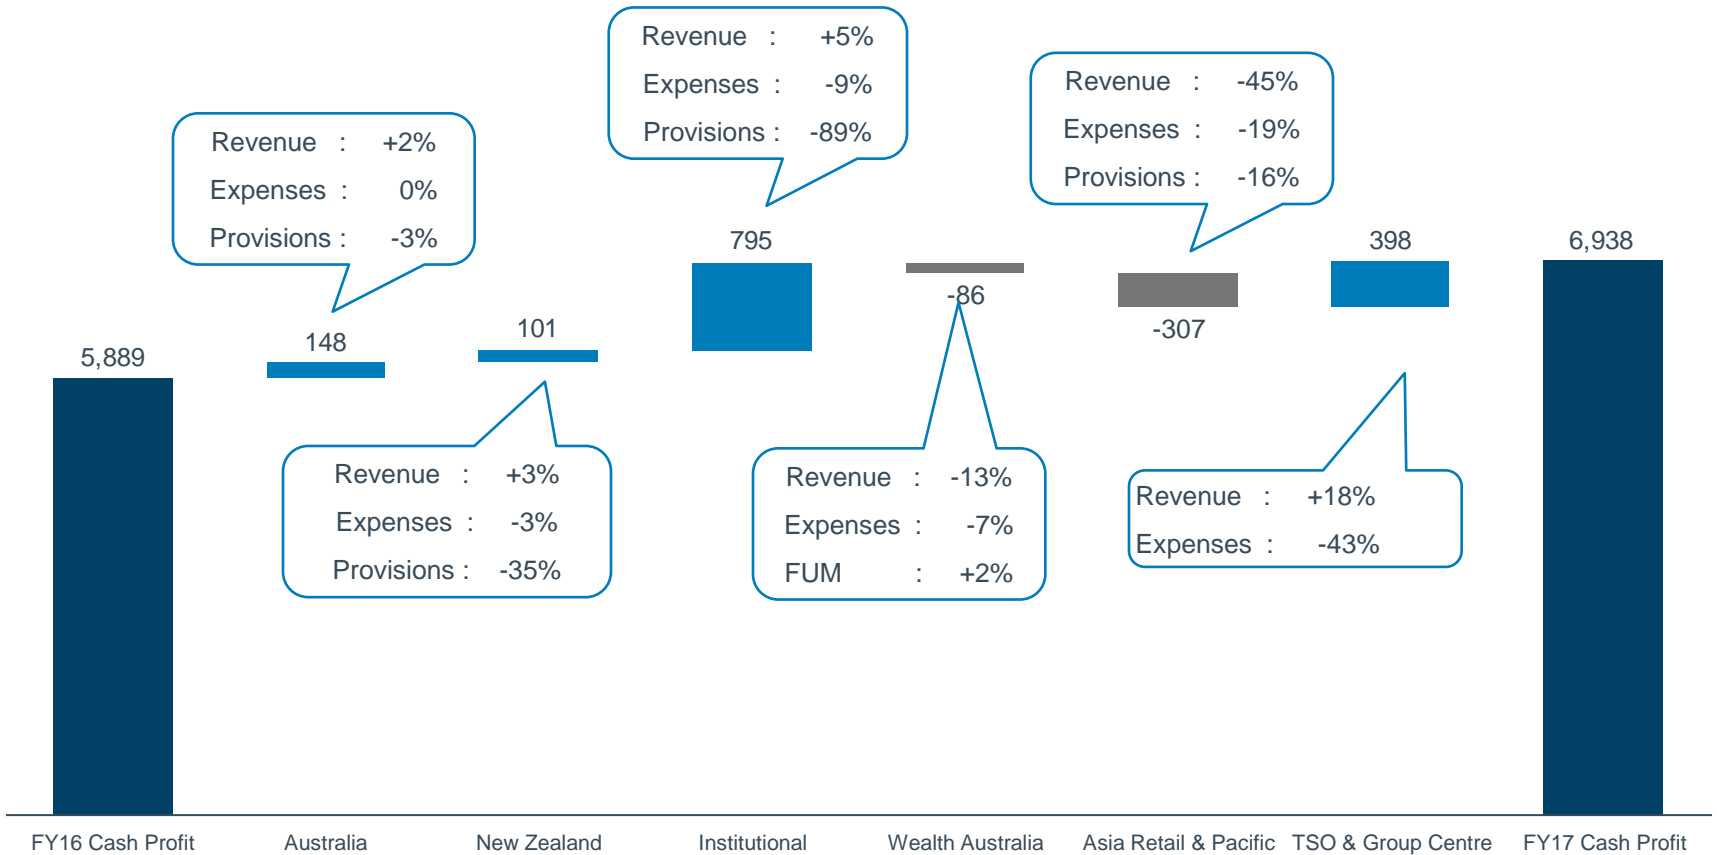 Revenue : +5%
Expenses : -9%
Provisions : -89%
Revenue : -45%
Expenses : -19%
Provisions : -16%
Revenue : +2%
Expenses : 0%
Provisions : -3%
795
398
6,938
-86
-307
148
101
5,889
Revenue : +3%
Expenses : -3%
Provisions : -35%
Revenue : -13%
Expenses : -7%
FUM : +2%
Revenue : +18%
Expenses : -43%
FY16 Cash Profit
Australia
New Zealand
Institutional
Wealth Australia
Asia Retail & Pacific
TSO & Group Centre
FY17 Cash Profit